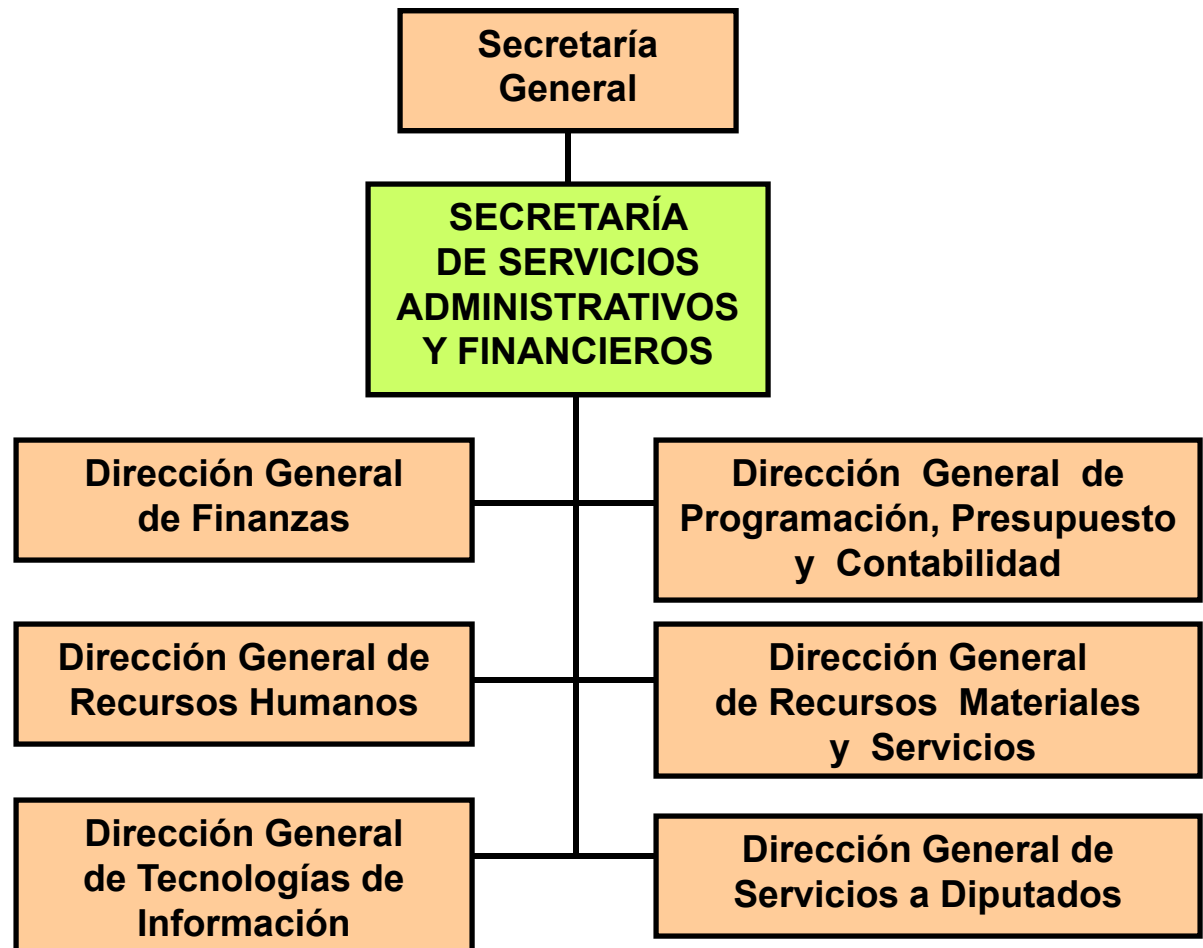 Secretaría
General
SECRETARÍA
DE SERVICIOS
ADMINISTRATIVOS
Y FINANCIEROS
Dirección General
de Finanzas
Dirección General de
Programación, Presupuesto
y Contabilidad
Dirección General de
Recursos Humanos
Dirección General
de Recursos Materiales
y Servicios
Dirección General
de Tecnologías de
Información
Dirección General de
Servicios a Diputados